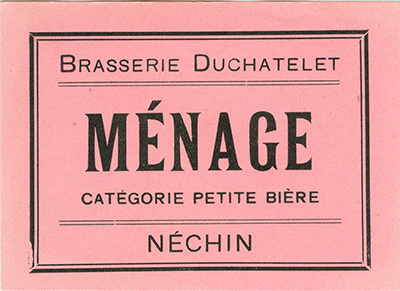 BRASSERIE DUCHATELET
MÉNAGE
CATÉGORIE PETITE BIÈRE
NÉCHIN